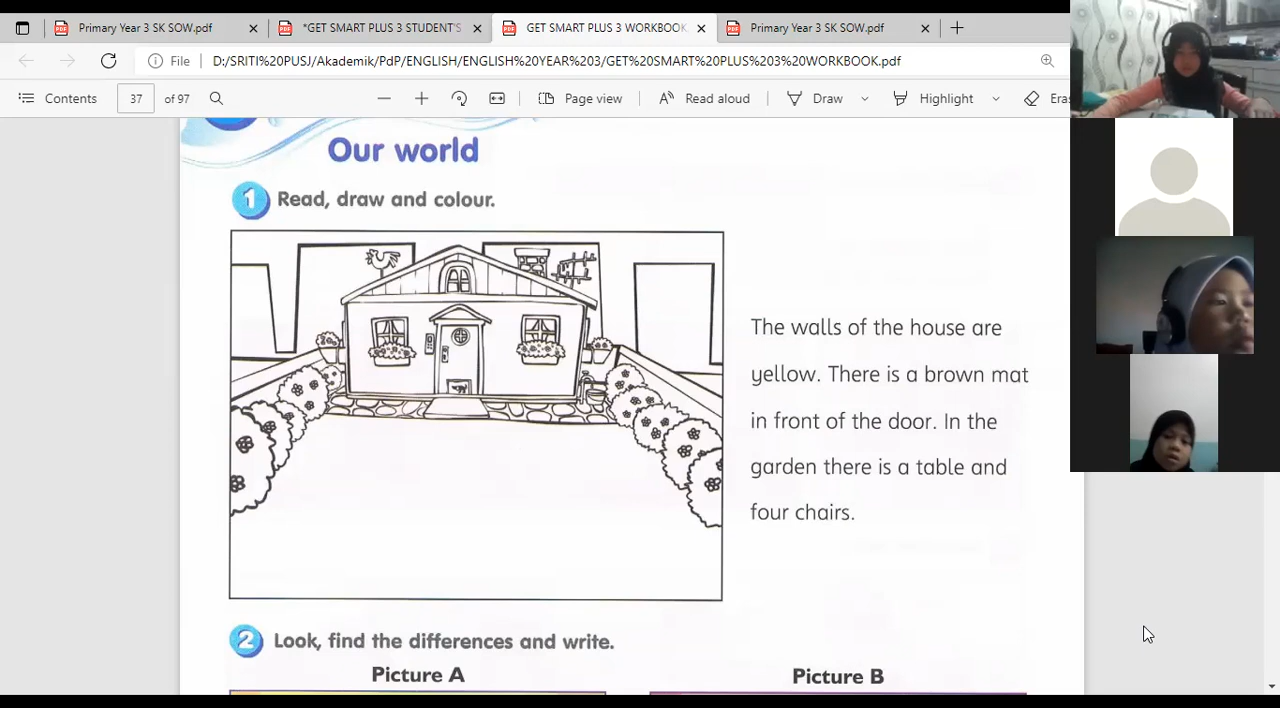 Primary Year 3 SK SOW.pdf
*GET SMART PLUS 3 STUDENT'S
GET SMART PLUS 3 WORKBOOK
Primary Year 3 SK SOW.pdf
File
D:/SRITI%20PUSJ/Akademik/PdP/ENGLISH/ENGLISH%20YEAR%203/GET%20SMART%20PLUS%203%20WORKBOOK.pdf
Contents
37
of 97
Page view
Read aloud
Draw
Highlight
Eras
Our world
1 Read, draw and colour.
The walls of the house are
yellow. There is a brown mat
in front of the door. In the
garden there is a table and
four chairs.
2 Look, find the differences and write.
Picture A
Picture B